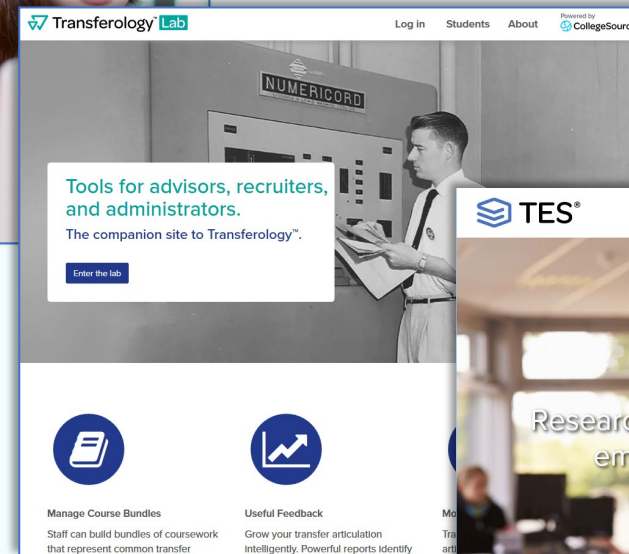 Transferology™ Lab
Log in Students About
Powered by
NUMERICORD
Tools for advisors, recruiters,
and administrators.
The companion site to Transferology™.
Enter the lab
TES®
Manage Course Bundles
Staff can build bundles of coursework
that represent common transfer
Useful Feedback
Grow your transfer articulation
intelligently. Powerful reports identify